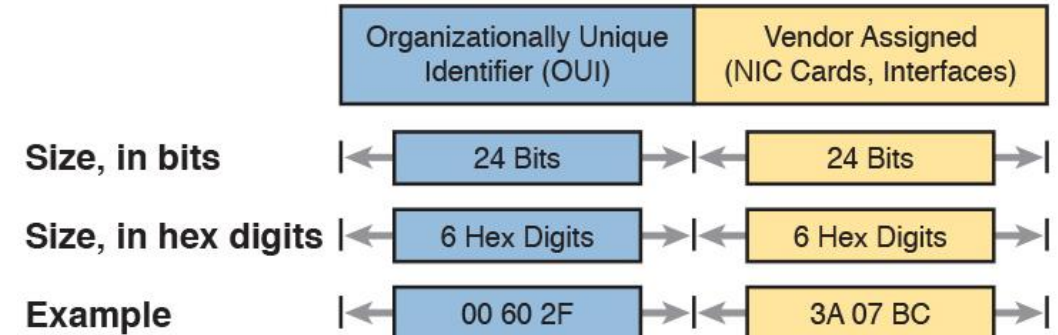 Organizationally Unique
Identifier (OUI)
Vendor Assigned
(NIC Cards, Interfaces)
Size, in bits
24 Bits
24 Bits
Size, in hex digits
6 Hex Digits
6 Hex Digits
Example
00 60 2F
3A 07 BC